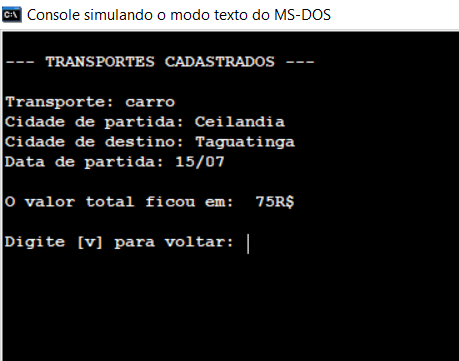 Console simulando o modo texto do MS-DOS
--- TRANSPORTES CADASTRADOS ---
Transporte: carro
Cidade de partida: Ceilandia
Cidade de destino: Taguatinga
Data de partida: 15/07
O valor total ficou em:  75R$
Digite [v] para voltar: